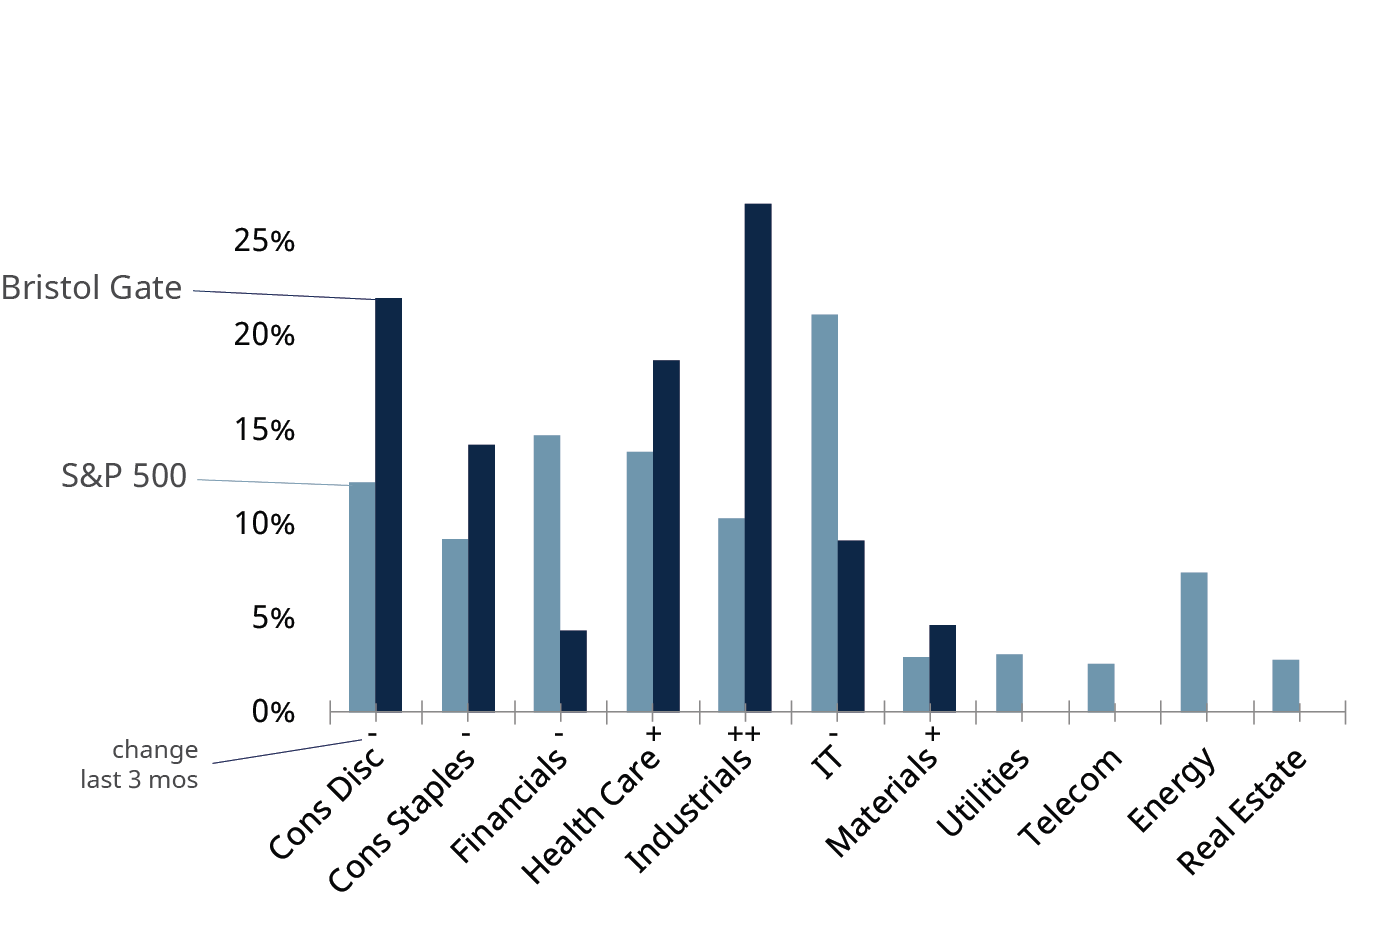 25%
Bristol Gate
20%
15%
S&P 500
10%
5%
0%
- - - + ++ - +
change
last 3 mos
Cons Disc
Cons Staples
Financials
Health Care
Industrials
IT
Materials
Utilities
Telecom
Energy
Real Estate